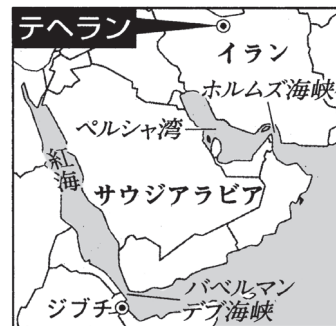 テヘラン
イラン
ホルムズ海峡
ペルシャ湾
紅海
サウジアラビア
バベルマン
デブ海峡
ジブチ